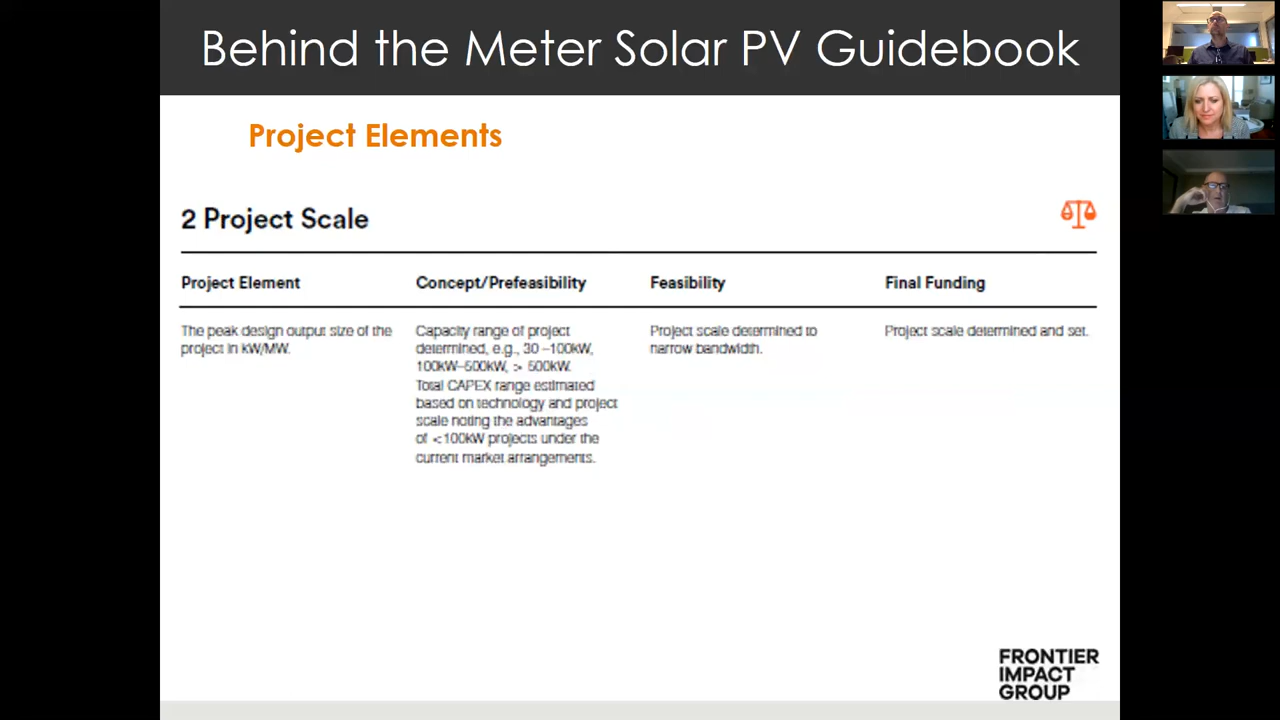 Behind the Meter Solar PV Guidebook
Project Elements
2 Project Scale
Project Element
Concept/Prefeasibility
Feasibility
Final Funding
The peak design output size of the
project in kW/MW.
Capacity range of project
determined, e.g., 30 –100kW,
100kW–500kW, > 500kW.
Total CAPEX range estimated
based on technology and project
scale noting the advantages
of <100kW projects under the
current market arrangements.
Project scale determined to
narrow bandwidth.
Project scale determined and set.
FRONTIER
IMPACT
GROUP